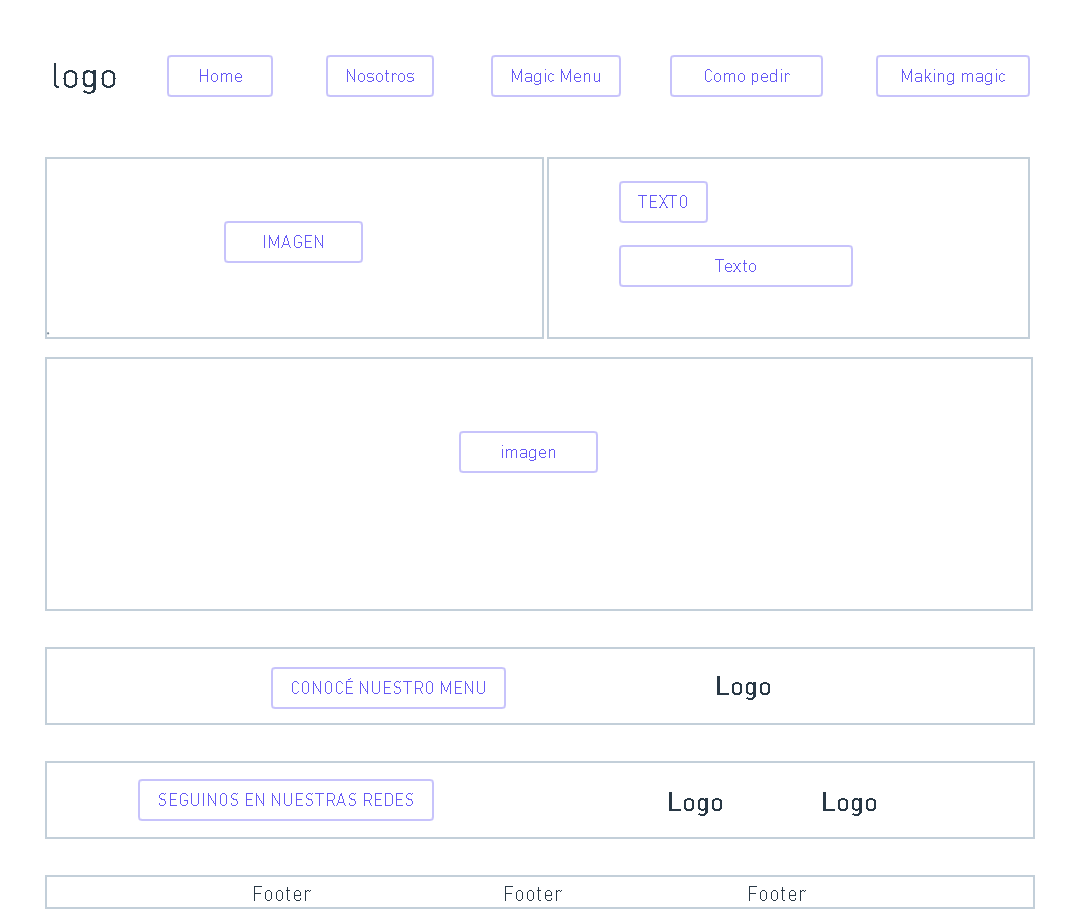 logo Home Nosotros Magic Menu Como pedir Making magic
IMAGEN
TEXTO
Texto
imagen
CONOCÉ NUESTRO MENU Logo
SEGUINOS EN NUESTRAS REDES Logo Logo
Footer Footer Footer